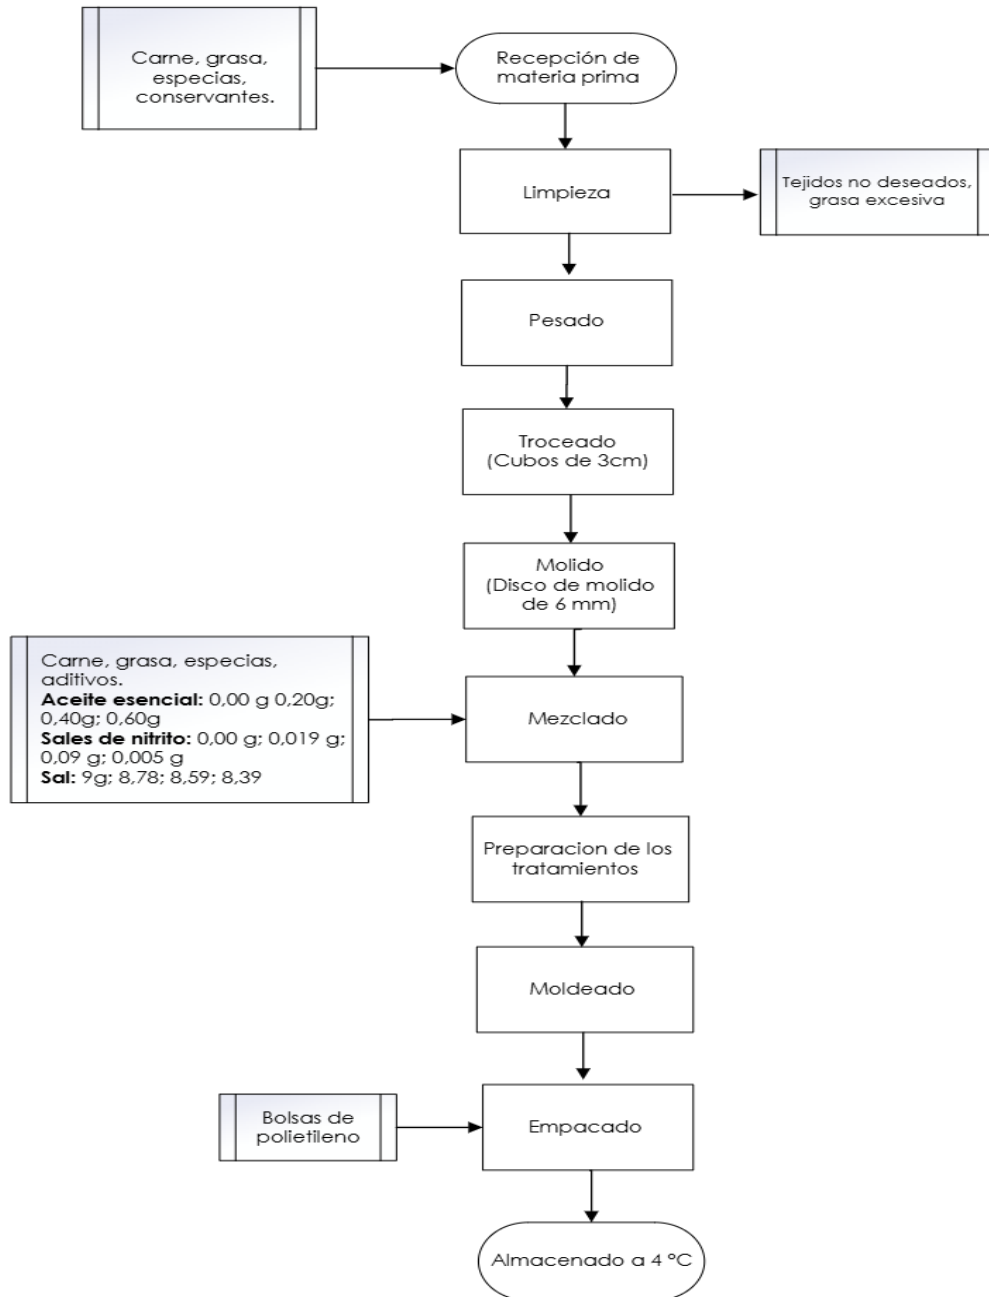 Carne, grasa,
especias,
conservantes.
Recepción de
materia prima
Limpieza
Tejidos no deseados,
grasa excesiva
Pesado
Troceado
(Cubos de 3cm)
Molido
(Disco de molido
de 6 mm)
Carne, grasa, especias,
aditivos.
Aceite esencial: 0,00 g 0,20g;
0,40g; 0,60g
Sales de nitrito: 0,00 g; 0,019 g;
0,09 g; 0,005 g
Sal: 9g; 8,78; 8,59; 8,39
Mezclado
Preparacion de los
tratamientos
Moldeado
Bolsas de
polietileno
Empacado
Almacenado a 4 °C